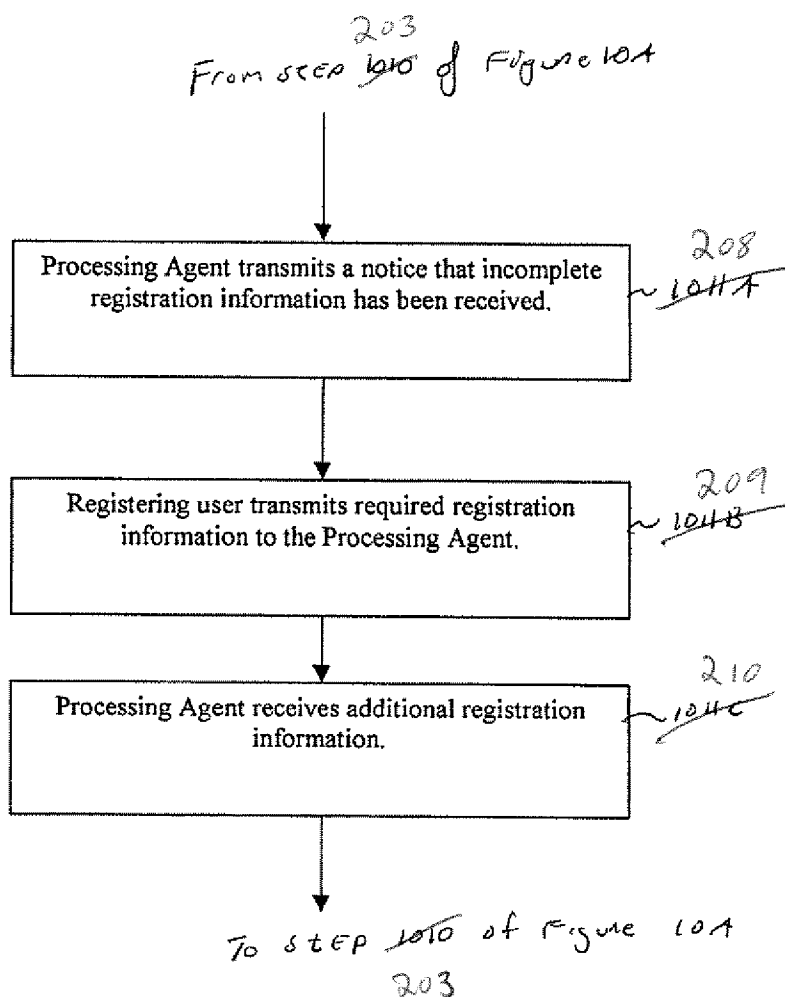 203
From step 1010 of Figure 10A
Processing Agent transmits a notice that incomplete
registration information has been received.
208
1011A
Registering user transmits required registration
information to the Processing Agent.
209
1011B
Processing Agent receives additional registration
information.
210
1011C
To step 1010 of Figure 10A
203